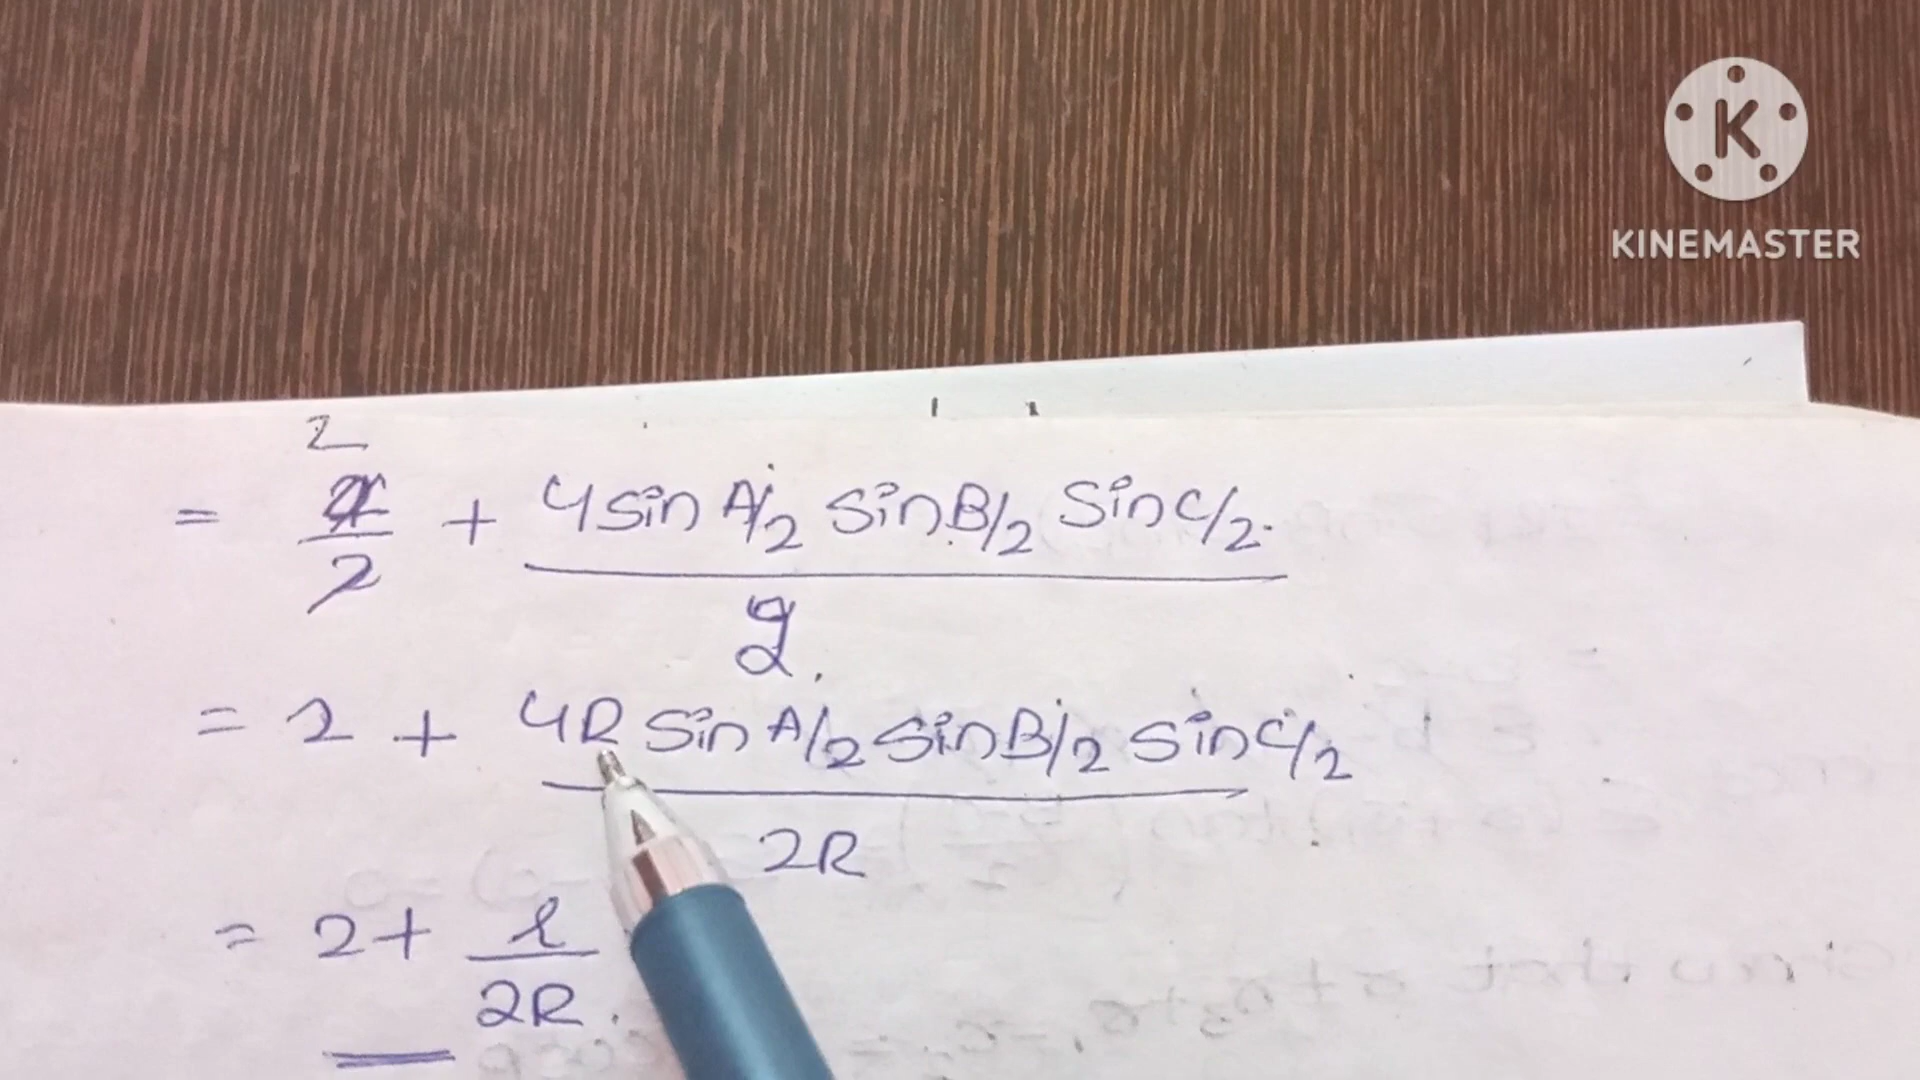 KINEMASTER
2
= 4/2 + 4 sin A/2 sin B/2 sin C/2 / 2.
= 2 + 4R sin A/2 sin B/2 sin C/2 / 2R
= 2 + r/2R.